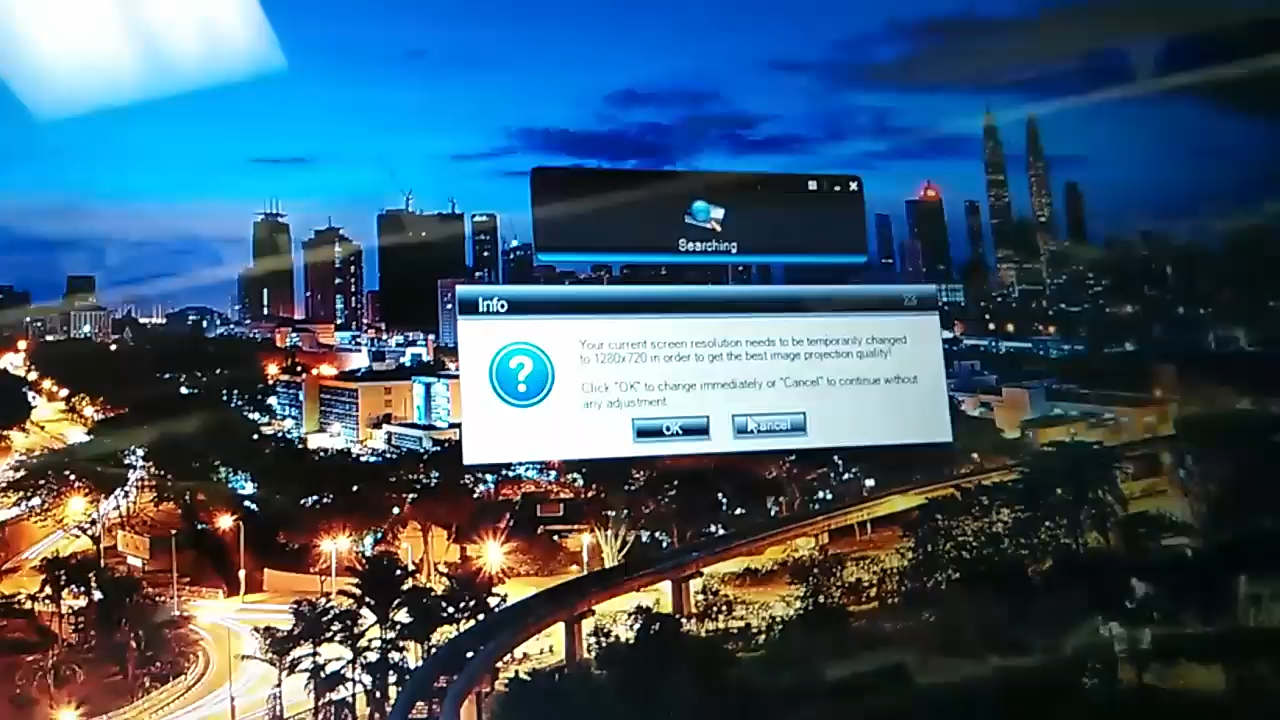 Searching
Info
Your current screen resolution needs to be temporarily changed
to 1280x720 in order to get the best image projection quality!
Click "OK" to change immediately or "Cancel" to continue without
any adjustment.
OK
Cancel